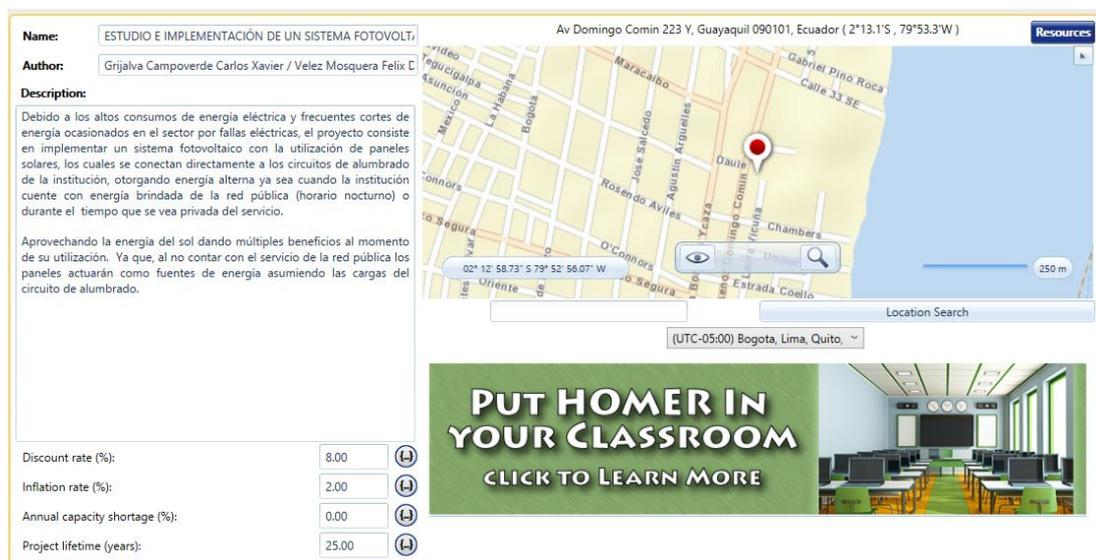 Name:
ESTUDIO E IMPLEMENTACIÓN DE UN SISTEMA FOTOVOLT
Author:
Grijalva Campoverde Carlos Xavier / Velez Mosquera Felix D
Description:
Debido a los altos consumos de energía eléctrica y frecuentes cortes de
energía ocasionados en el sector por fallas eléctricas, el proyecto consiste
en implementar un sistema fotovoltaico con la utilización de paneles
solares, los cuales se conectan directamente a los circuitos de alumbrado
de la institución, otorgando energía alterna ya sea cuando la institución
cuente con energía brindada de la red pública (horario nocturno) o
durante el tiempo que se vea privada del servicio.
Aprovechando la energía del sol dando múltiples beneficios al momento
de su utilización. Ya que, al no contar con el servicio de la red pública los
paneles actuarán como fuentes de energía asumiendo las cargas del
circuito de alumbrado.
Discount rate (%):
8.00
Inflation rate (%):
2.00
Annual capacity shortage (%):
0.00
Project lifetime (years):
25.00
Av Domingo Comin 223 Y, Guayaquil 090101, Ecuador ( 2°13.1'S , 79°53.3'W )
Resources
Maracaibo
Gabriel Pino Roca
Calle 33 SE
Tegucigalpa
Asunción
Mexico
La Habana
Bogota
Jose Salcedo
Agustin Arguelles
Daule
Rosendo Aviles
Domingo Comin
Ycaza
Vicuña
Chambers
O'Connors
Segura
02° 12' 58.73" S 79° 52' 56.07" W
Oriente
de
o Segura
Estrada Coello
250 m
Location Search
(UTC-05:00) Bogota, Lima, Quito,
PUT HOMER IN
YOUR CLASSROOM
CLICK TO LEARN MORE